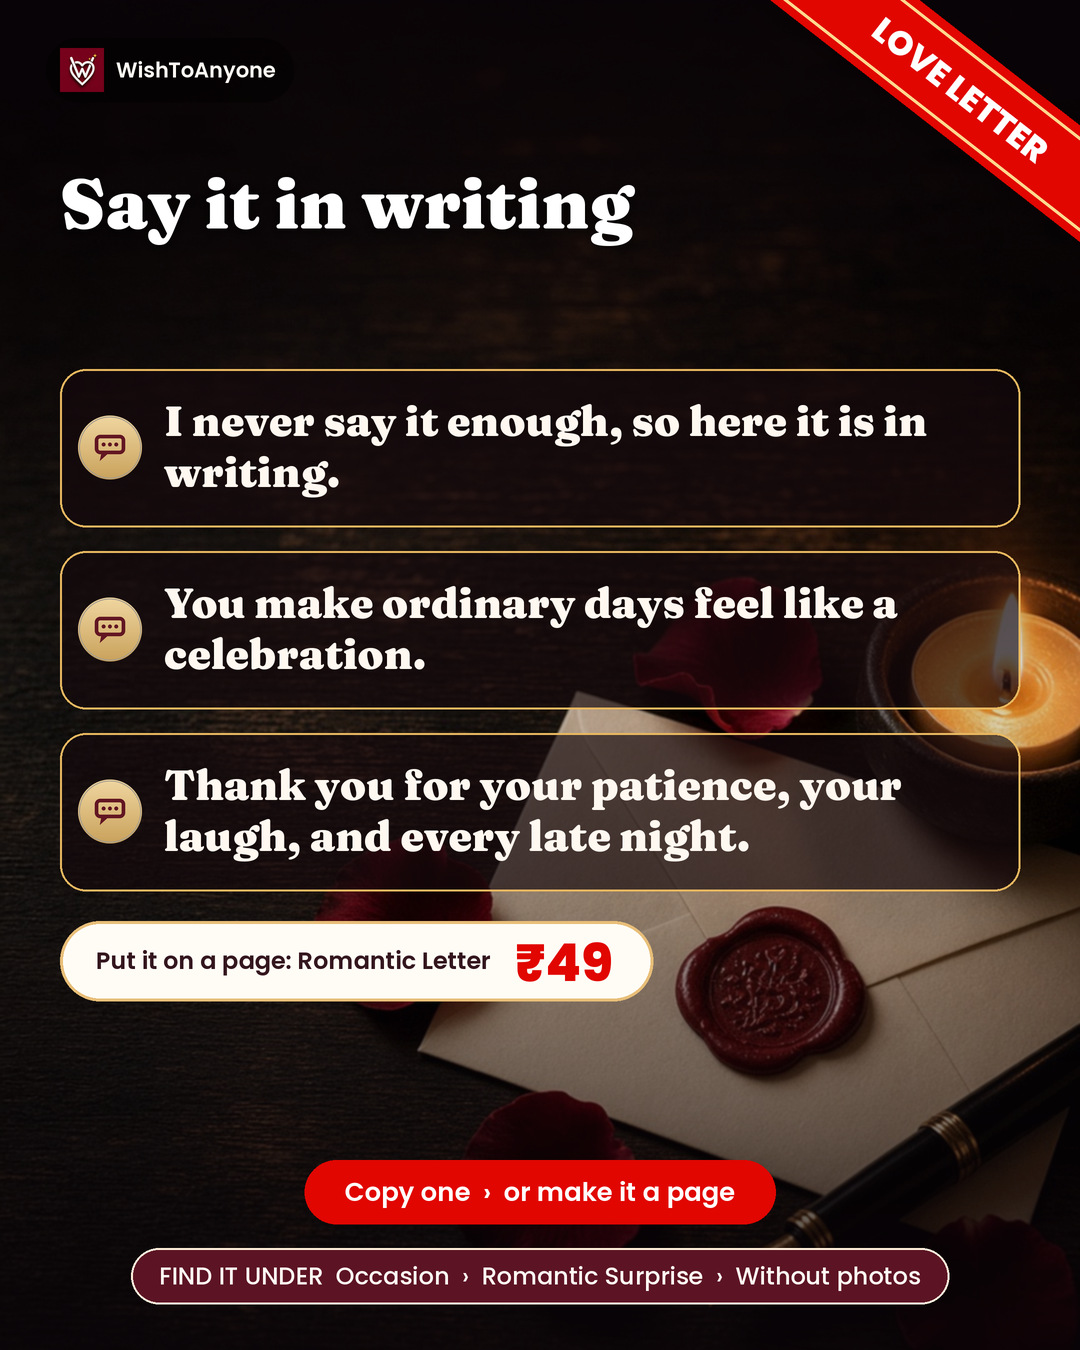 WishToAnyone
LOVE LETTER
Say it in writing
I never say it enough, so here it is in
writing.
You make ordinary days feel like a
celebration.
Thank you for your patience, your
laugh, and every late night.
Put it on a page: Romantic Letter ₹49
Copy one › or make it a page
FIND IT UNDER Occasion › Romantic Surprise › Without photos